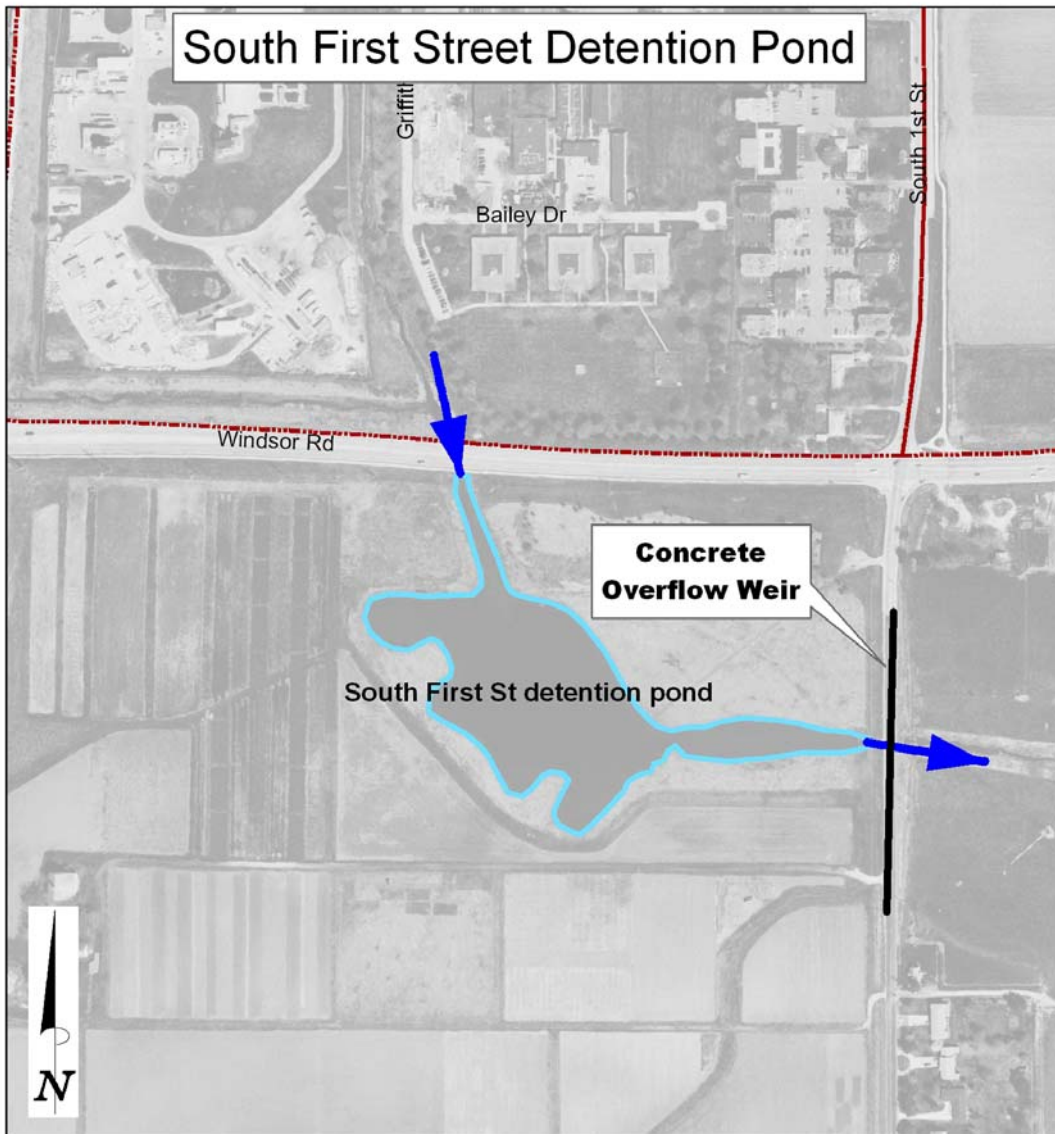 South First Street Detention Pond
Griffith
South 1st St
Bailey Dr
Windsor Rd
Concrete
Overflow Weir
South First St detention pond
N